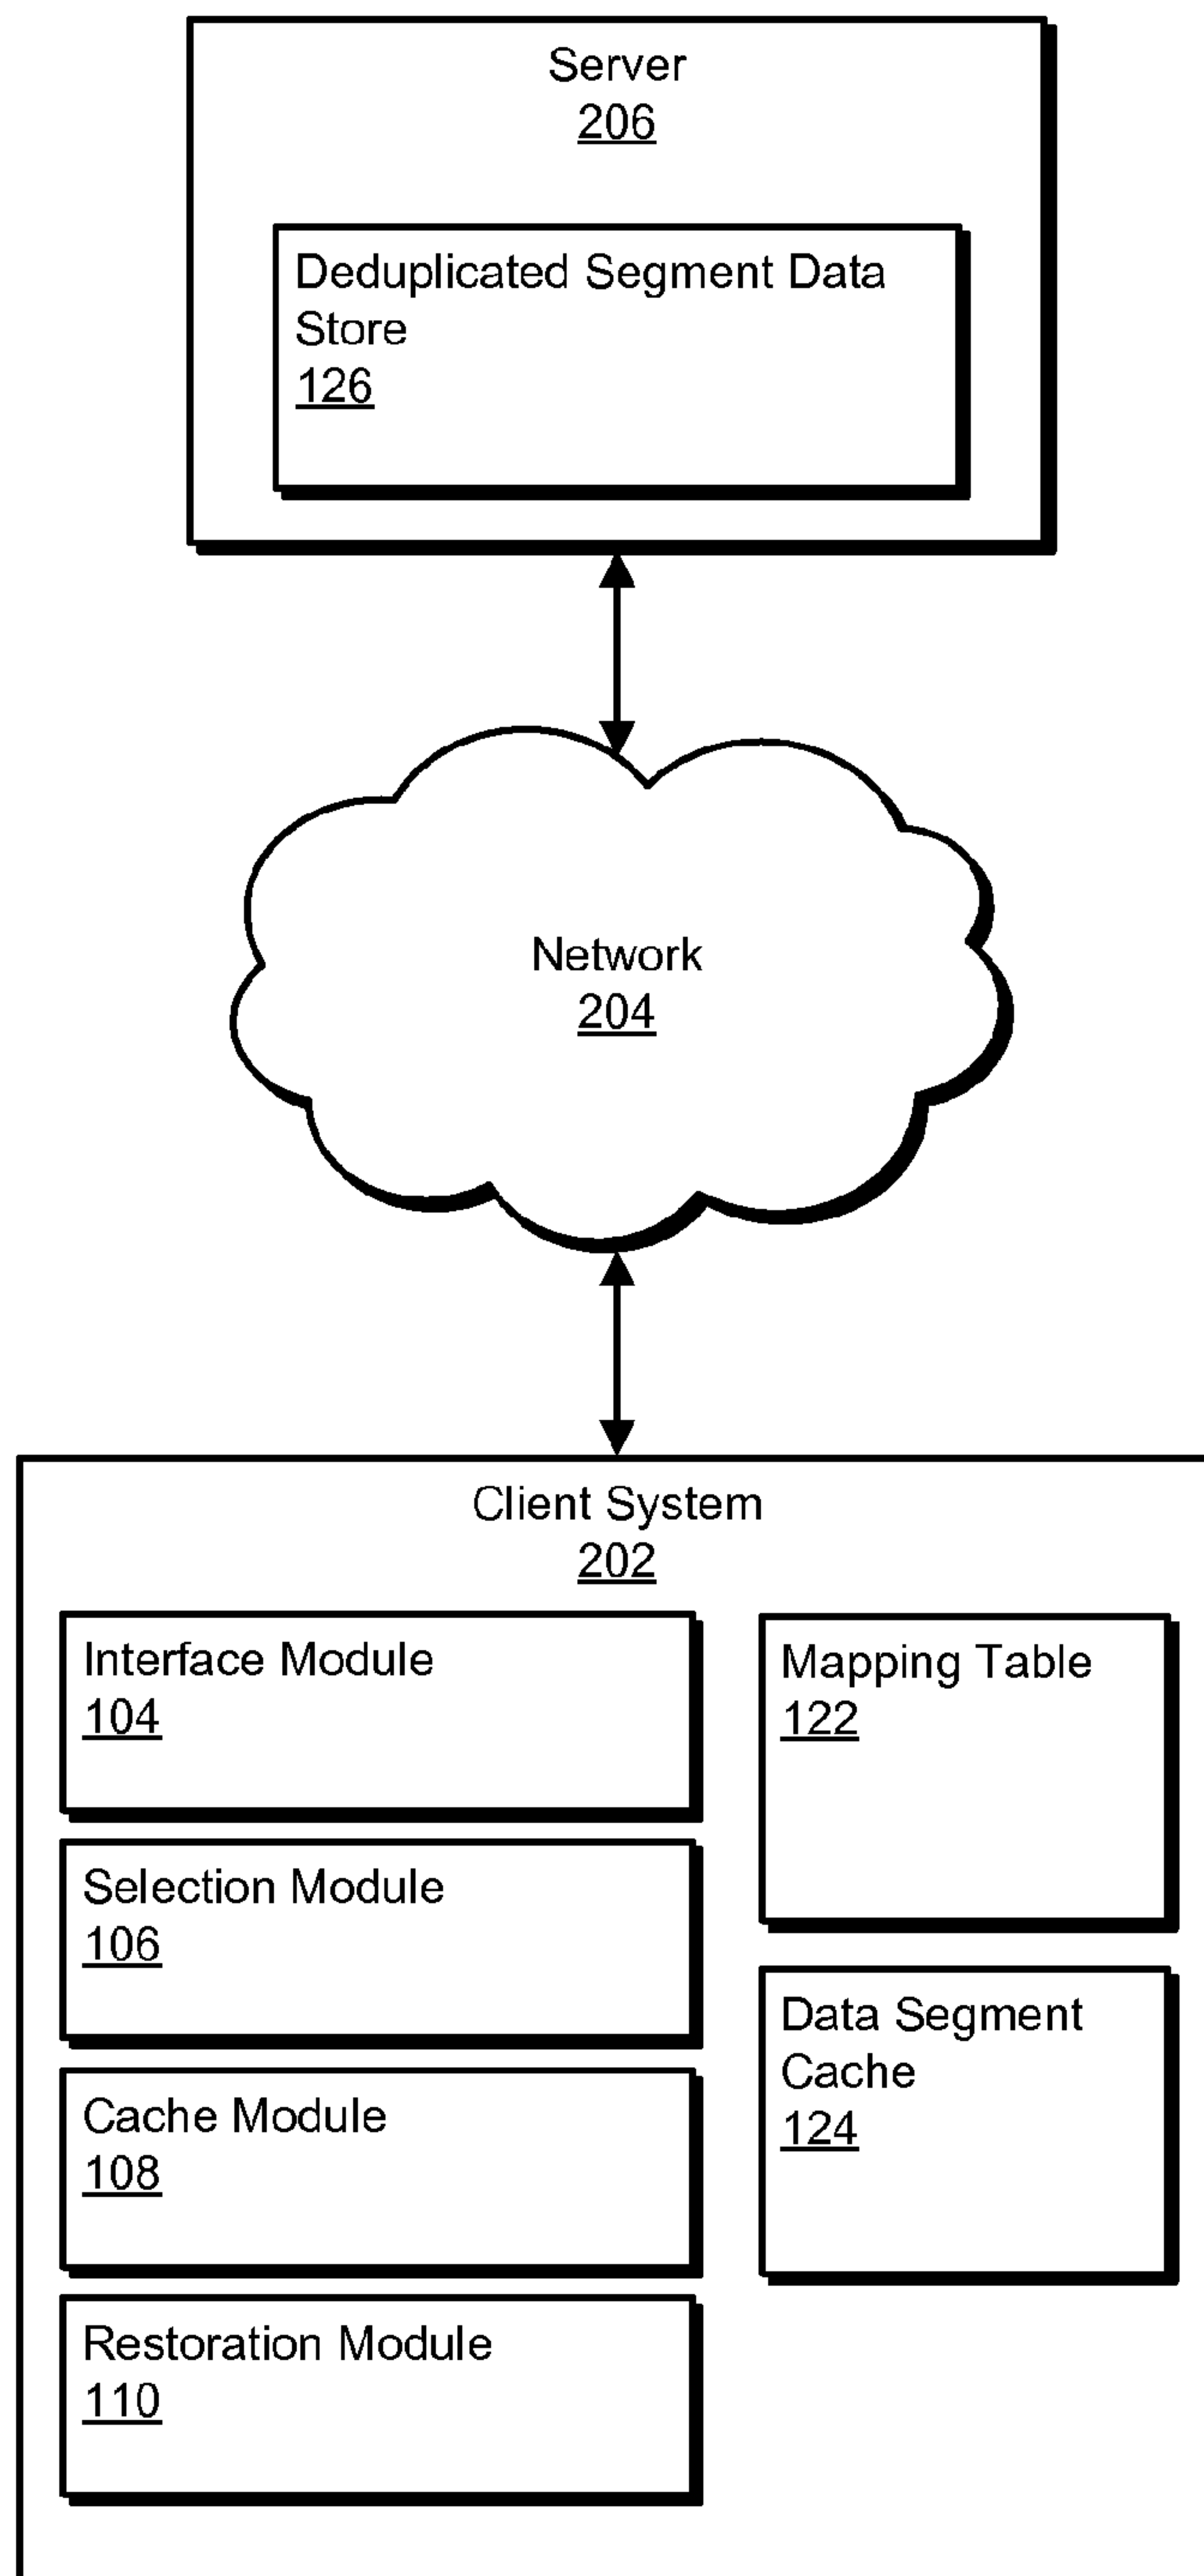 Server
206
Deduplicated Segment Data
Store
126
Network
204
Client System
202
Interface Module
104
Selection Module
106
Cache Module
108
Restoration Module
110
Mapping Table
122
Data Segment
Cache
124